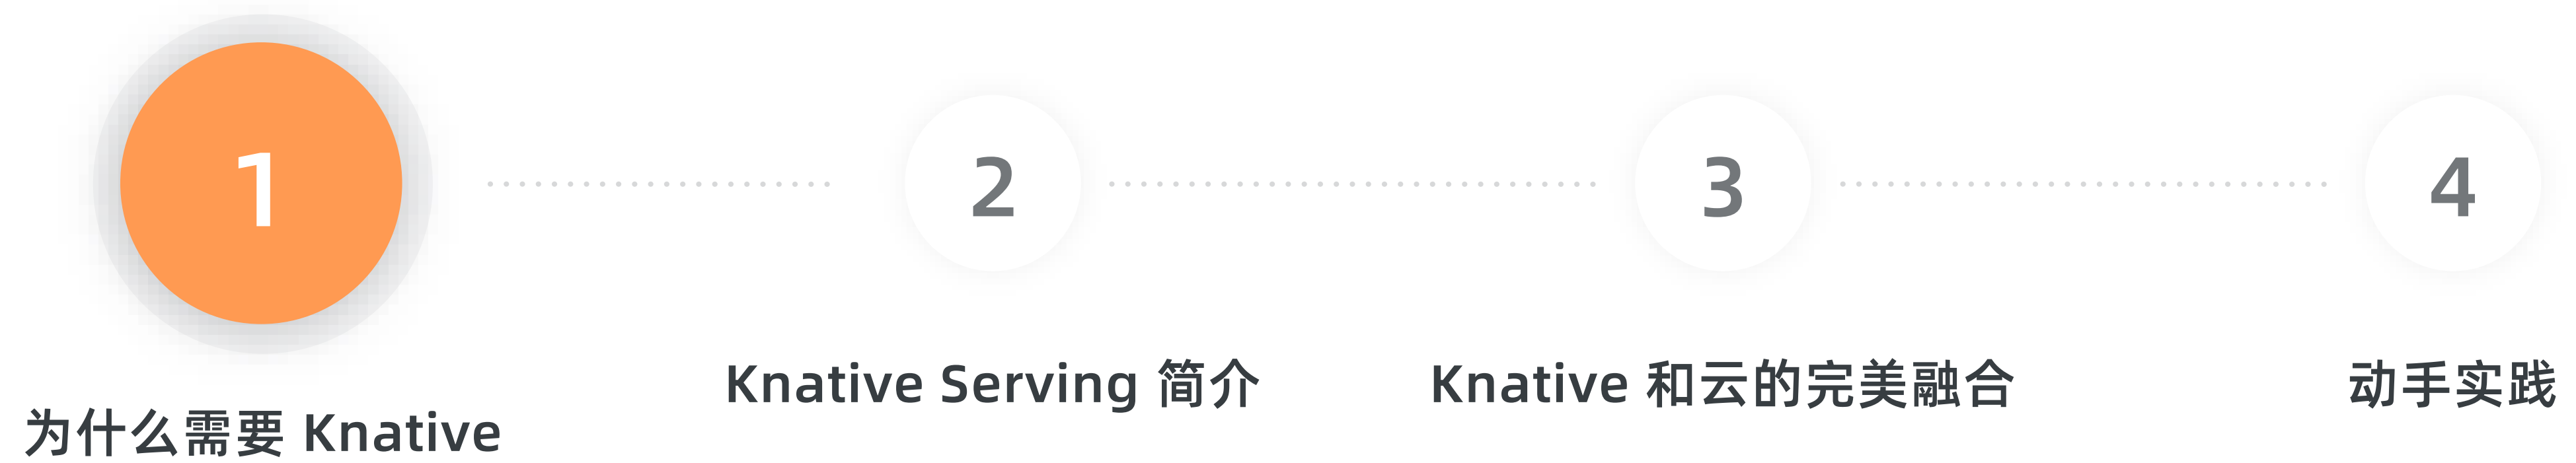 1
2
3
4
为什么需要 Knative
Knative Serving 简介
Knative 和云的完美融合
动手实践